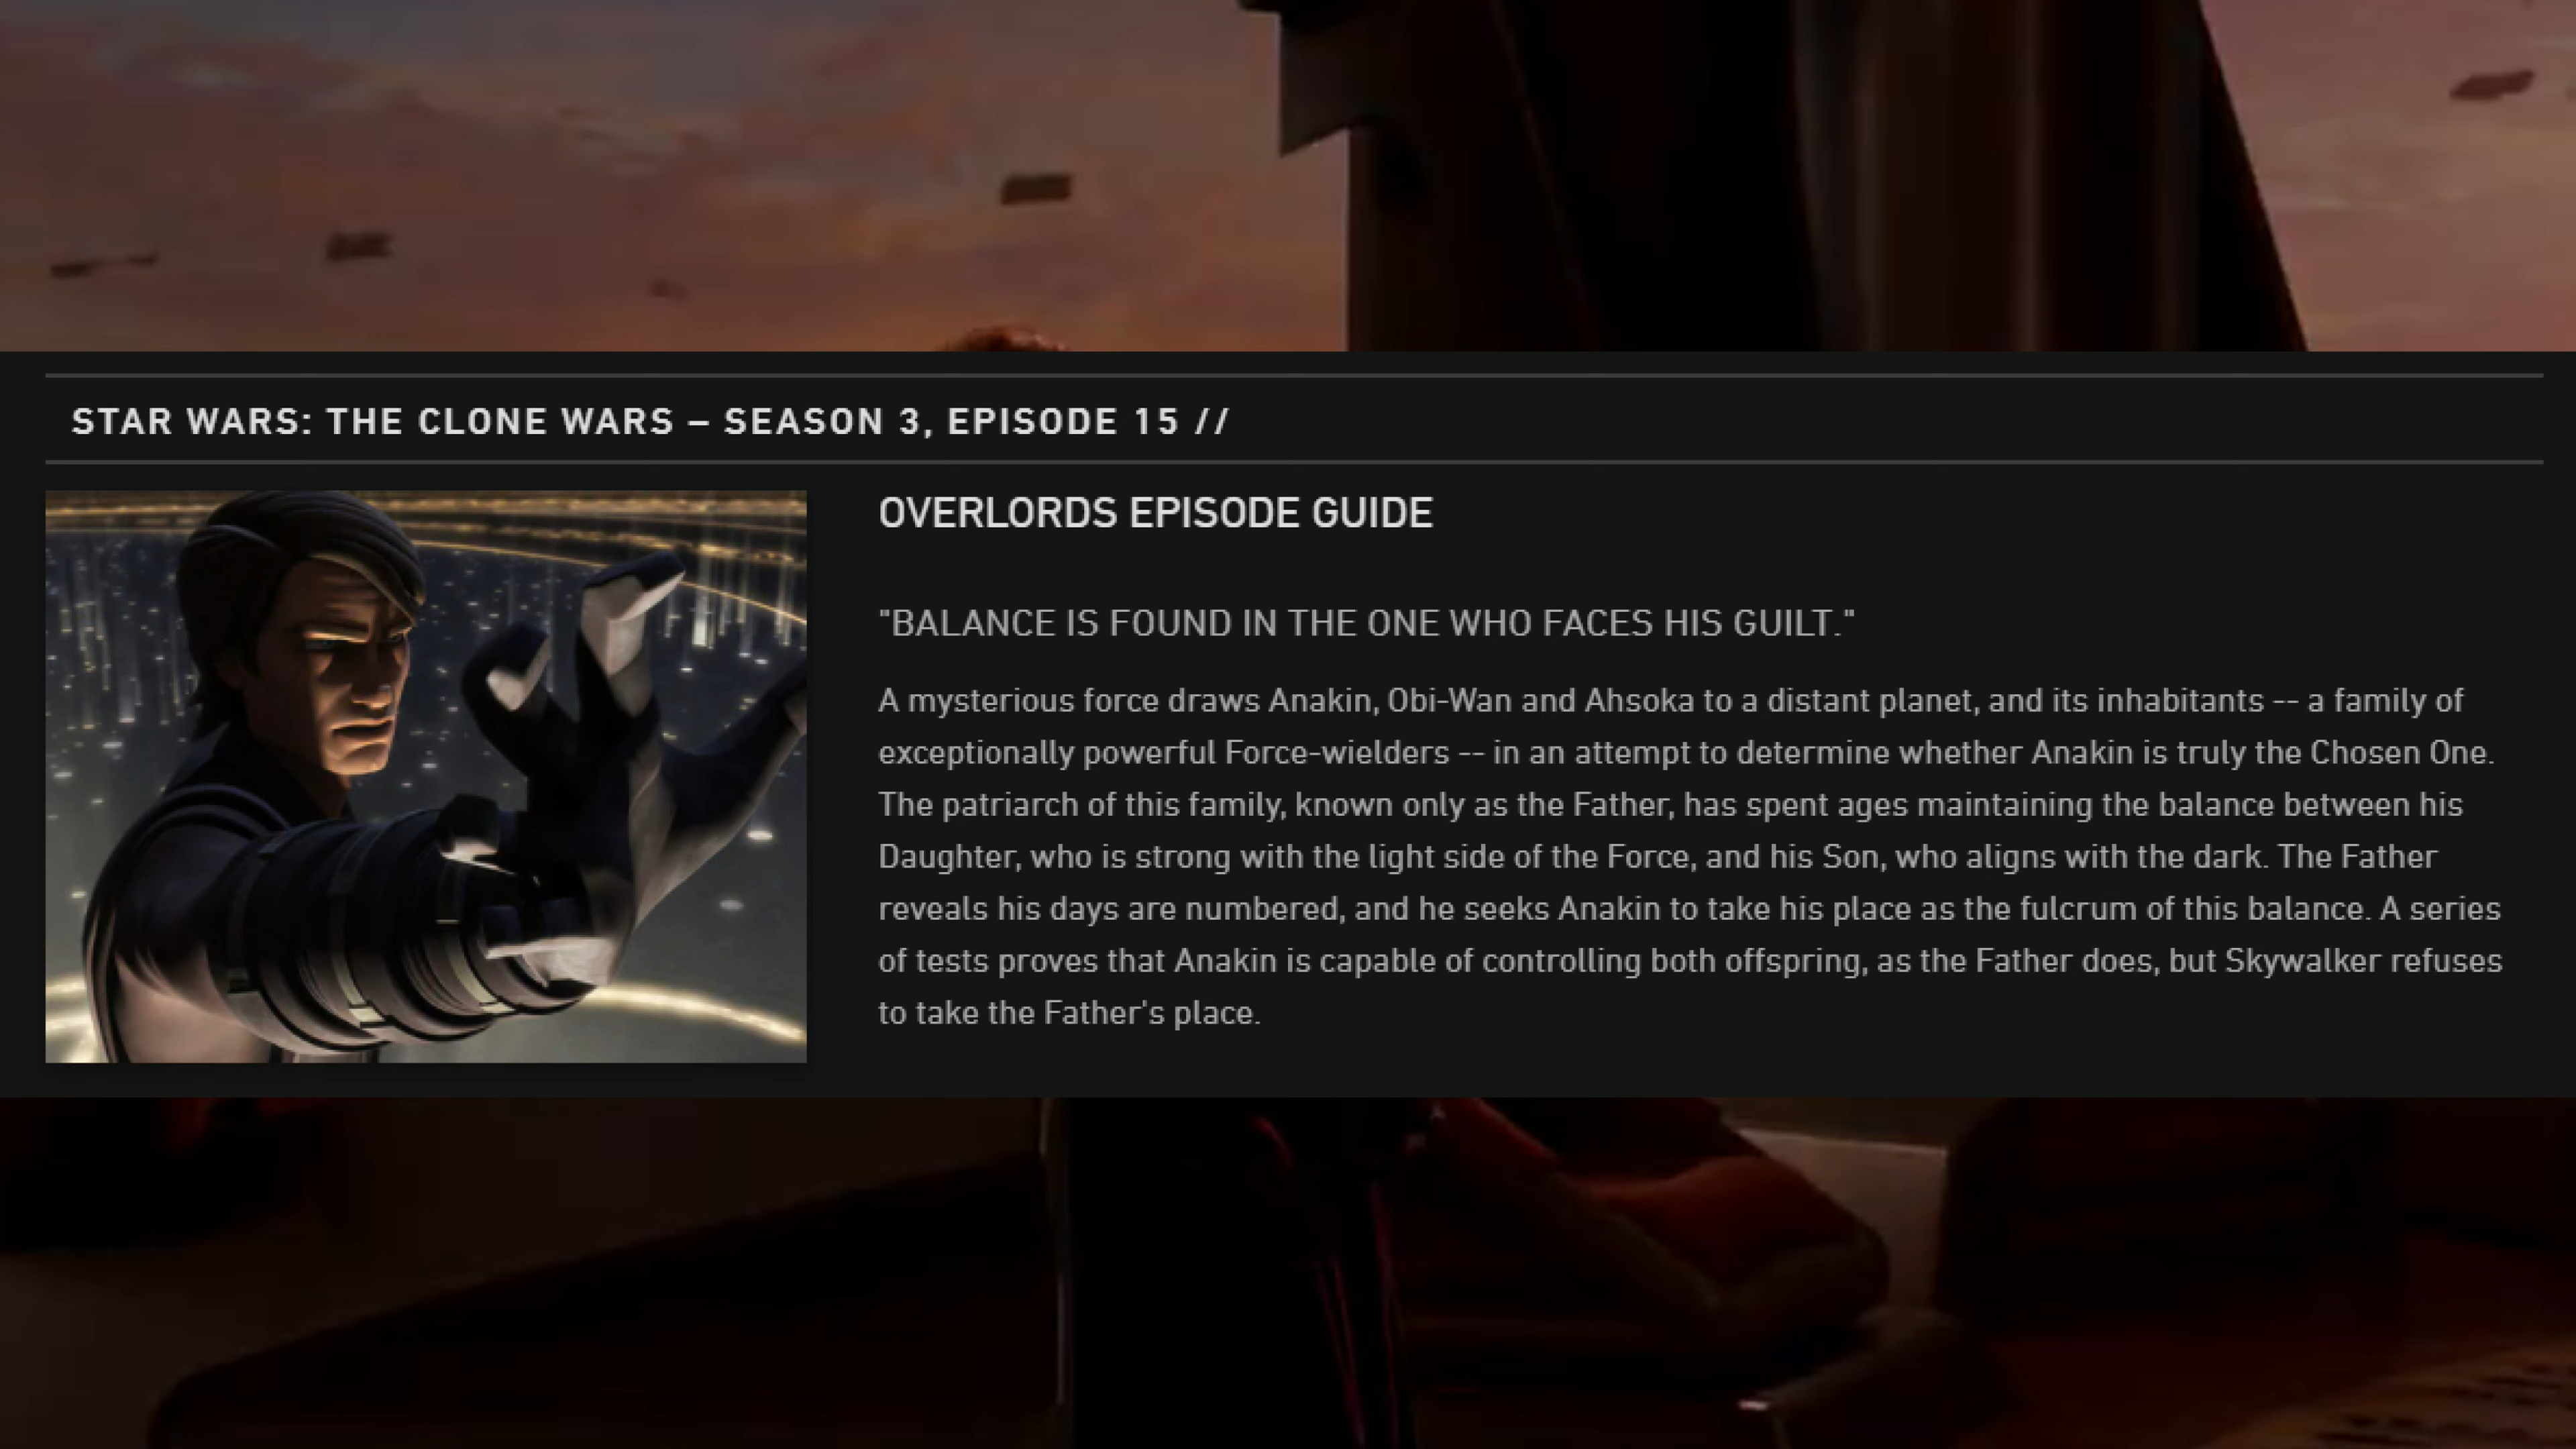 STAR WARS: THE CLONE WARS – SEASON 3, EPISODE 15 //
OVERLORDS EPISODE GUIDE
"BALANCE IS FOUND IN THE ONE WHO FACES HIS GUILT."
A mysterious force draws Anakin, Obi-Wan and Ahsoka to a distant planet, and its inhabitants -- a family of
exceptionally powerful Force-wielders -- in an attempt to determine whether Anakin is truly the Chosen One.
The patriarch of this family, known only as the Father, has spent ages maintaining the balance between his
Daughter, who is strong with the light side of the Force, and his Son, who aligns with the dark. The Father
reveals his days are numbered, and he seeks Anakin to take his place as the fulcrum of this balance. A series
of tests proves that Anakin is capable of controlling both offspring, as the Father does, but Skywalker refuses
to take the Father's place.